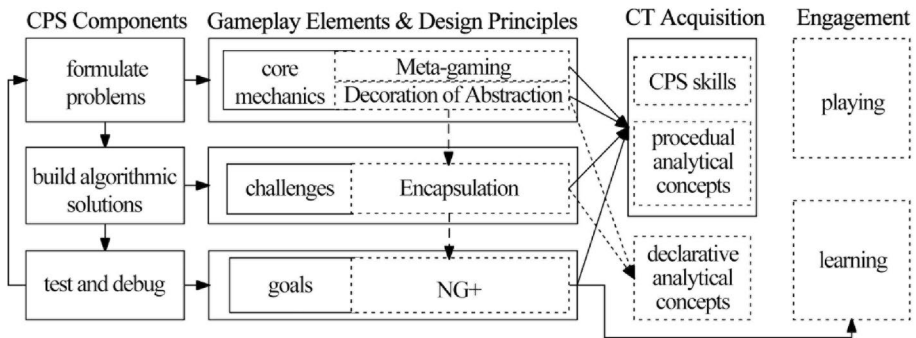 CPS Components
Gameplay Elements & Design Principles
CT Acquisition
Engagement
formulate
problems
core
mechanics
Meta-gaming
Decoration of Abstraction
CPS skills
procedual
analytical
concepts
playing
build algorithmic
solutions
challenges
Encapsulation
test and debug
goals
NG+
declarative
analytical
concepts
learning